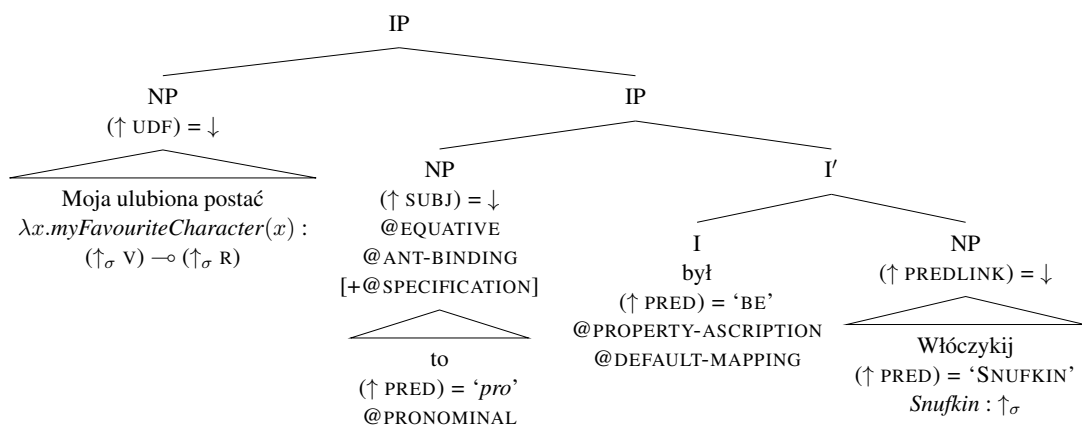 IP
NP
(↑ UDF) = ↓
IP
Moja ulubiona postać
λx.myFavouriteCharacter(x) :
(↑σ V) ⊸ (↑σ R)
NP
(↑ SUBJ) = ↓
@EQUATIVE
@ANT-BINDING
[+@SPECIFICATION]
I′
to
(↑ PRED) = ‘pro’
@PRONOMINAL
I
był
(↑ PRED) = ‘BE’
@PROPERTY-ASCRIPTION
@DEFAULT-MAPPING
NP
(↑ PREDLINK) = ↓
Włóczykij
(↑ PRED) = ‘SNUFKIN’
Snufkin : ↑σ